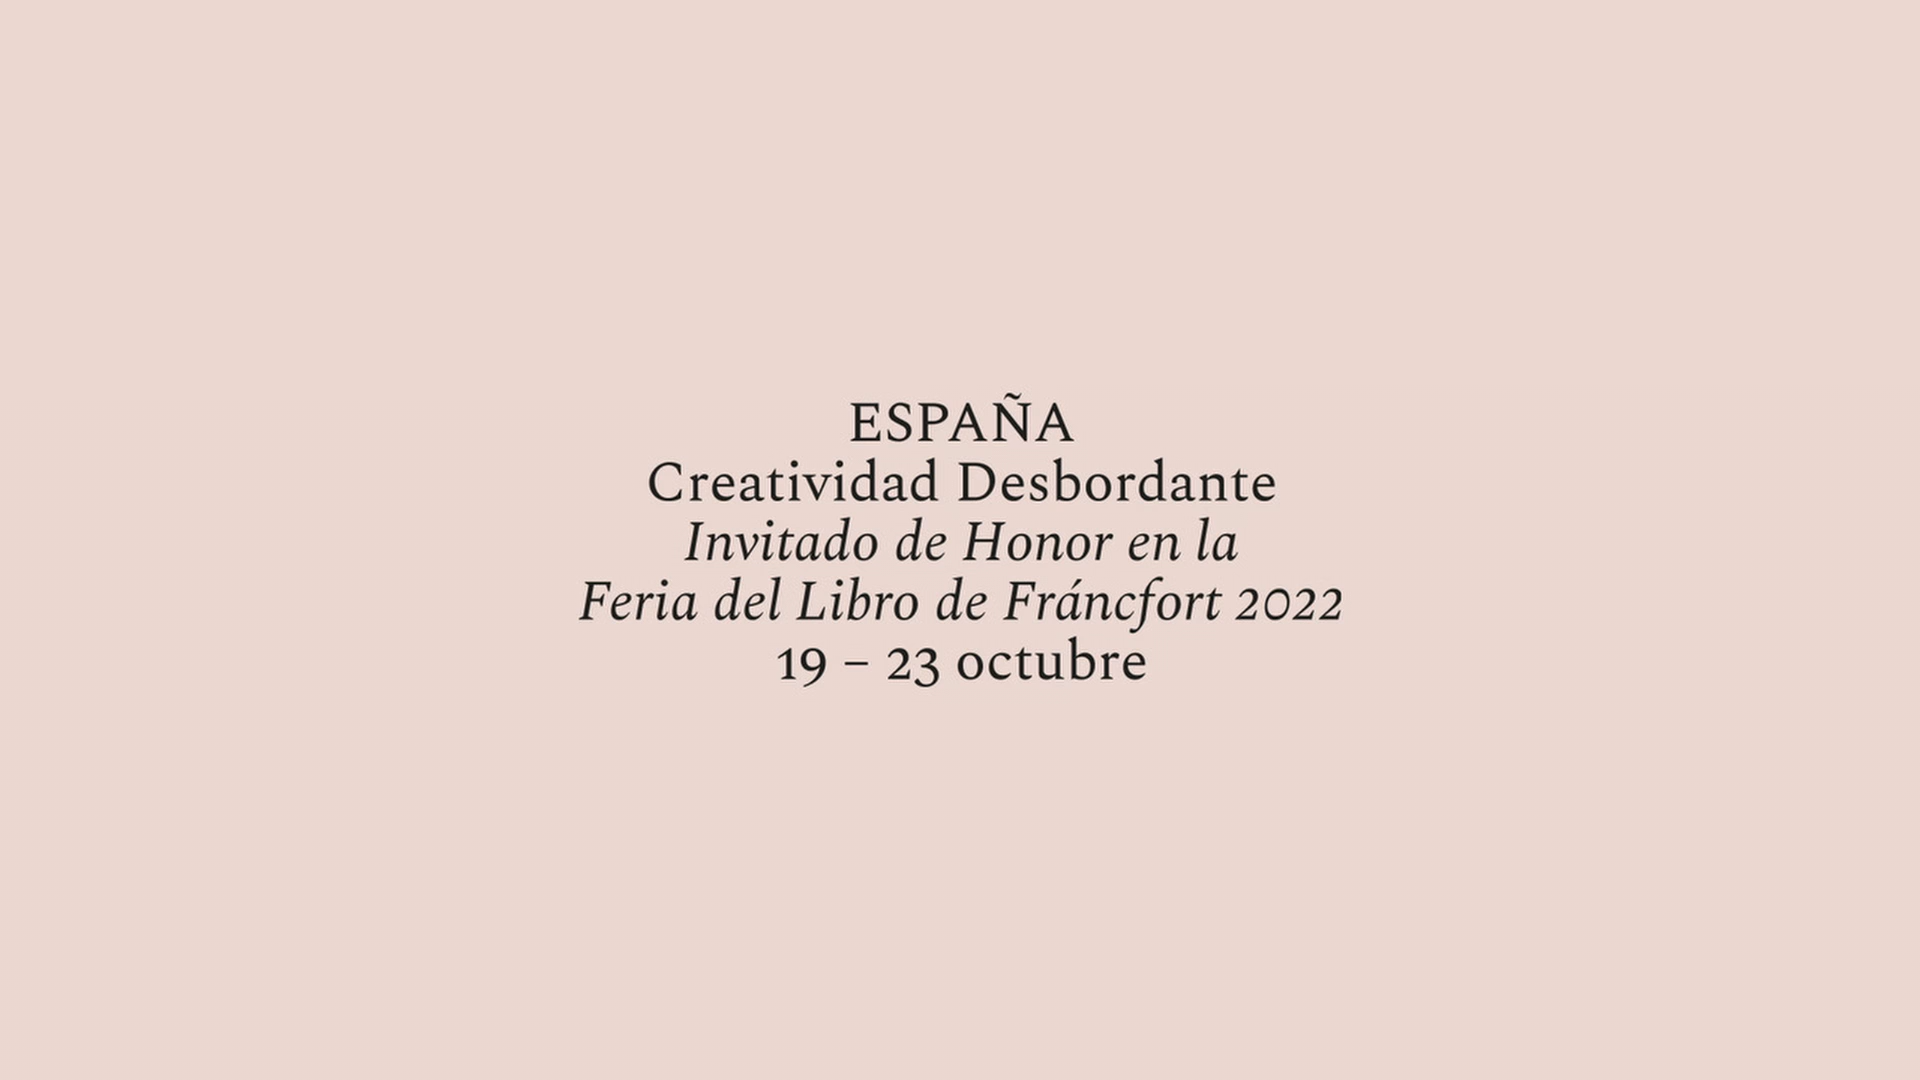 ESPAÑA
Creatividad Desbordante
Invitado de Honor en la
Feria del Libro de Fráncfort 2022
19 – 23 octubre